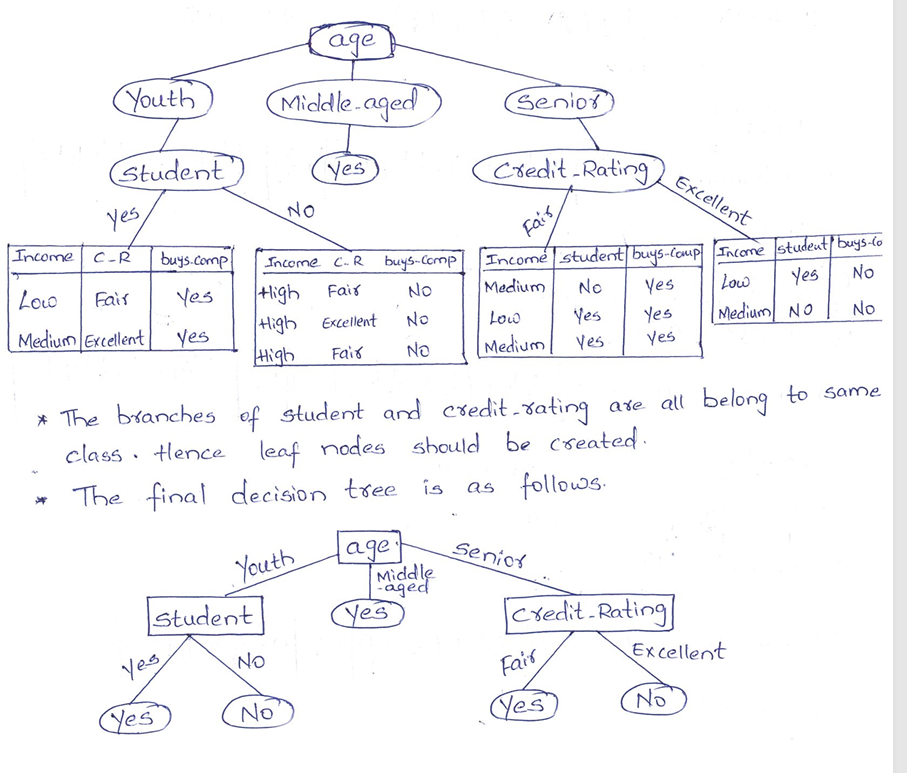 age
Youth Middle-aged Senior
Student Yes Credit-Rating
Yes NO Fair Excellent
Income C-R buys.comp
Low Fair Yes
Medium Excellent Yes
Income C-R buys-Comp
High Fair NO
High Excellent NO
High Fair NO
Income student buys-Comp
Medium No Yes
Low Yes Yes
Medium Yes Yes
Income student buys-Co
Low Yes No
Medium NO No
* The branches of student and credit-rating are all belong to same
class. Hence leaf nodes should be created.
* The final decision tree is as follows.
age
Youth Middle-aged Senior
Student Yes Credit-Rating
Yes NO Fair Excellent
Yes No Yes No